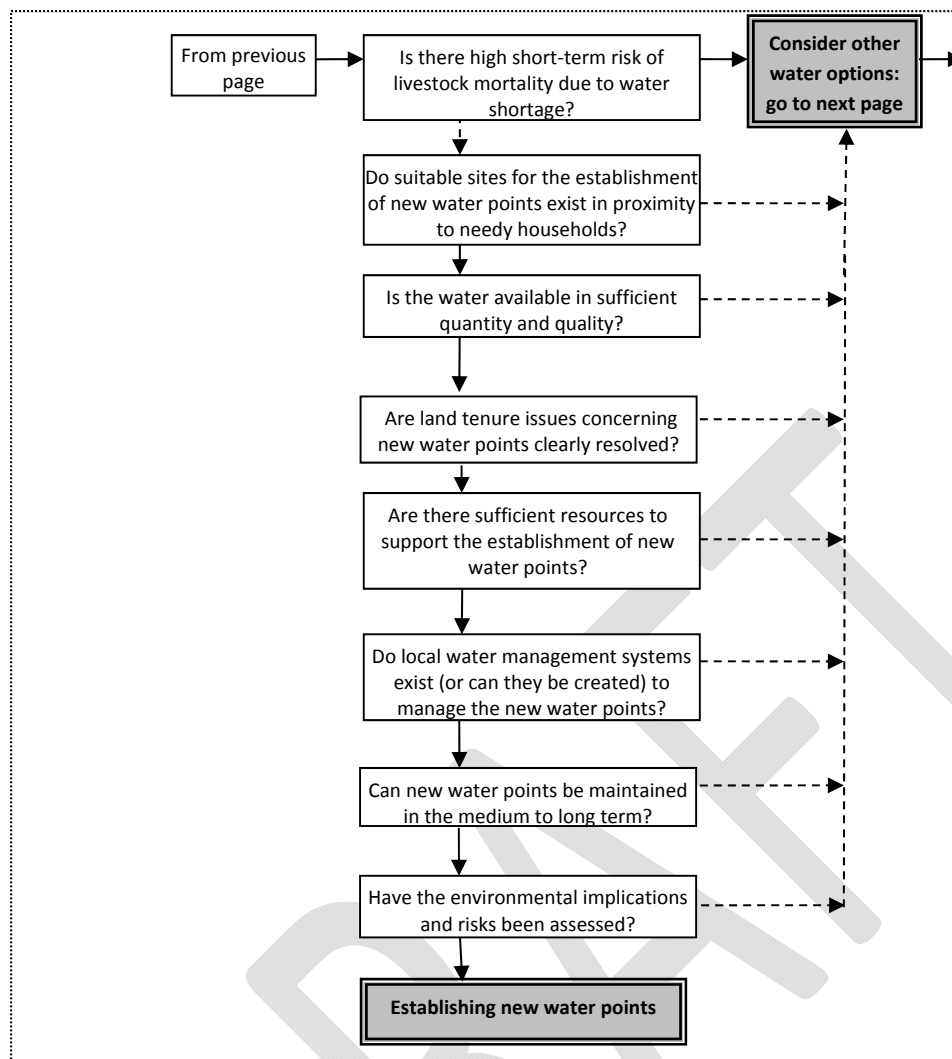 From previous
page
Is there high short-term risk of
livestock mortality due to water
shortage?
Consider other
water options:
go to next page
Do suitable sites for the establishment
of new water points exist in proximity
to needy households?
Is the water available in sufficient
quantity and quality?
Are land tenure issues concerning
new water points clearly resolved?
Are there sufficient resources to
support the establishment of new
water points?
Do local water management systems
exist (or can they be created) to
manage the new water points?
Can new water points be maintained
in the medium to long term?
Have the environmental implications
and risks been assessed?
Establishing new water points
RAFT